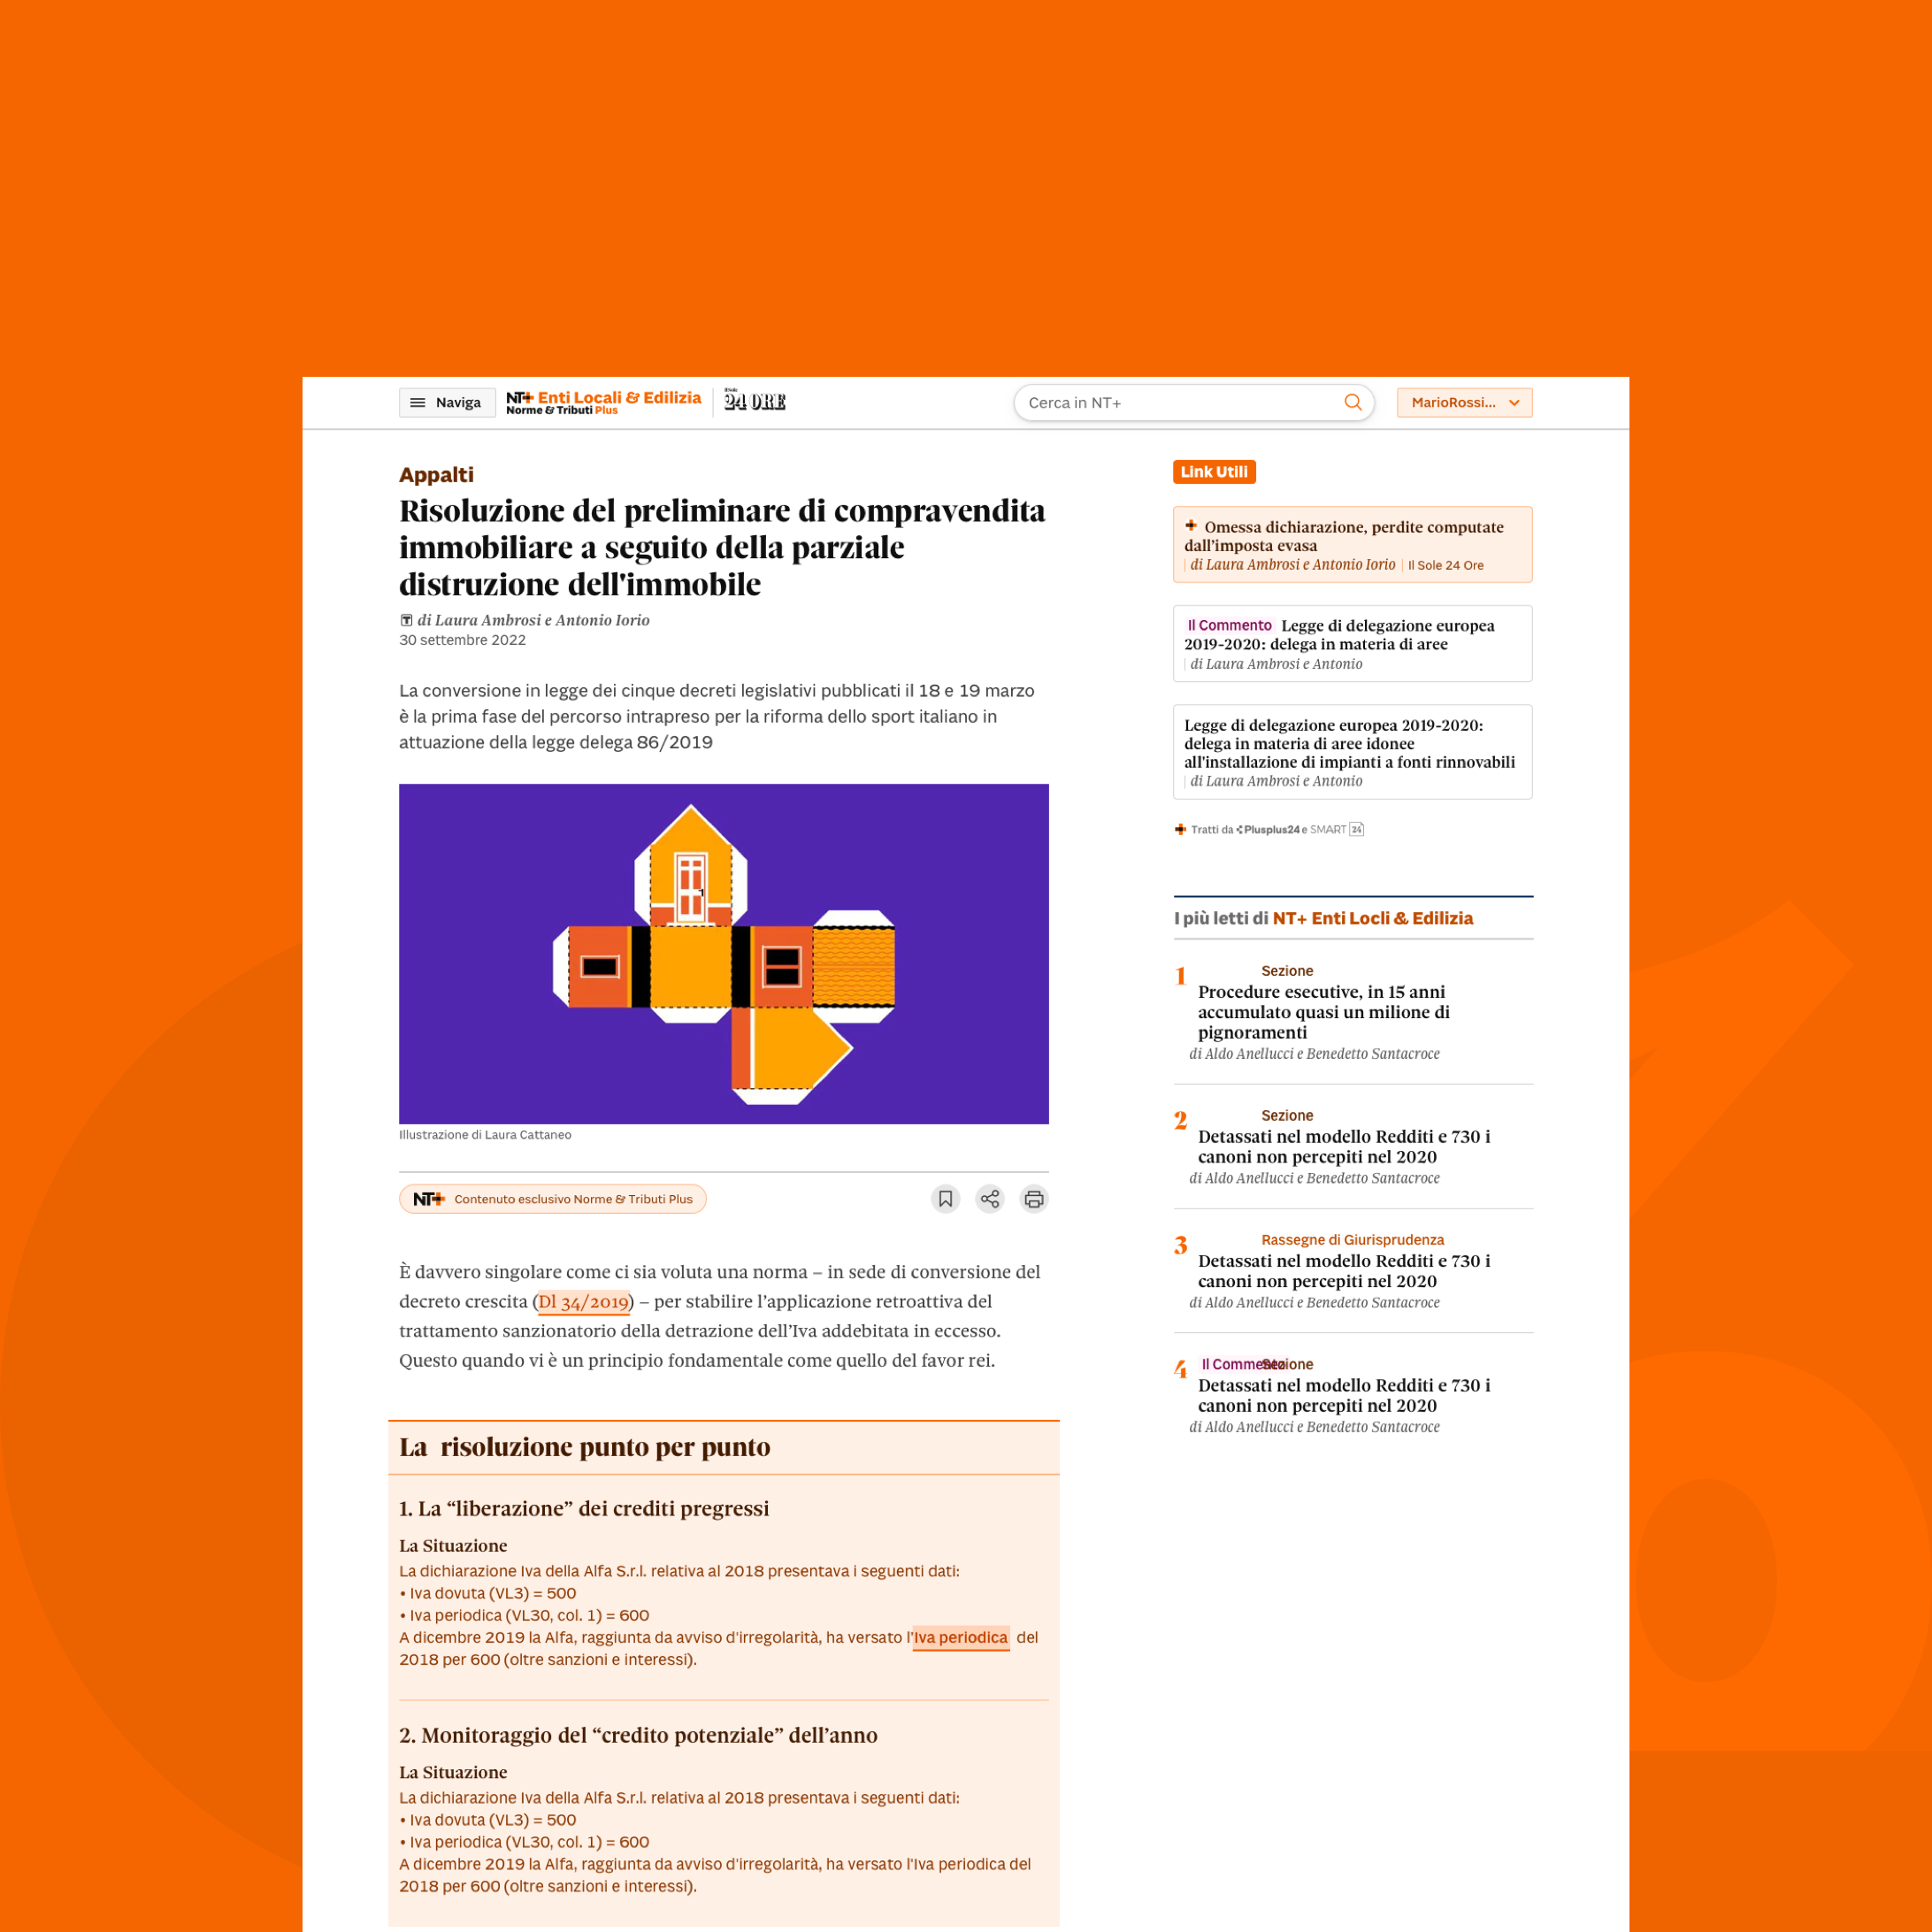 Naviga
NT+ Enti Locali & Edilizia
Norme & Tributi Plus
24 ORE
Cerca in NT+
MarioRossi...
Appalti
Risoluzione del preliminare di compravendita
immobiliare a seguito della parziale
distruzione dell'immobile
di Laura Ambrosi e Antonio Iorio
30 settembre 2022
La conversione in legge dei cinque decreti legislativi pubblicati il 18 e 19 marzo
è la prima fase del percorso intrapreso per la riforma dello sport italiano in
attuazione della legge delega 86/2019
1
Illustrazione di Laura Cattaneo
NT+ Contenuto esclusivo Norme & Tributi Plus
È davvero singolare come ci sia voluta una norma – in sede di conversione del
decreto crescita (Dl 34/2019) – per stabilire l’applicazione retroattiva del
trattamento sanzionatorio della detrazione dell’Iva addebitata in eccesso.
Questo quando vi è un principio fondamentale come quello del favor rei.
La risoluzione punto per punto
1. La “liberazione” dei crediti pregressi
La Situazione
La dichiarazione Iva della Alfa S.r.l. relativa al 2018 presentava i seguenti dati:
• Iva dovuta (VL3) = 500
• Iva periodica (VL30, col. 1) = 600
A dicembre 2019 la Alfa, raggiunta da avviso d'irregolarità, ha versato l'Iva periodica del
2018 per 600 (oltre sanzioni e interessi).
2. Monitoraggio del “credito potenziale” dell’anno
La Situazione
La dichiarazione Iva della Alfa S.r.l. relativa al 2018 presentava i seguenti dati:
• Iva dovuta (VL3) = 500
• Iva periodica (VL30, col. 1) = 600
A dicembre 2019 la Alfa, raggiunta da avviso d'irregolarità, ha versato l'Iva periodica del
2018 per 600 (oltre sanzioni e interessi).
Link Utili
Omessa dichiarazione, perdite computate
dall’imposta evasa
di Laura Ambrosi e Antonio Iorio | Il Sole 24 Ore
Il Commento Legge di delegazione europea
2019-2020: delega in materia di aree
di Laura Ambrosi e Antonio
Legge di delegazione europea 2019-2020:
delega in materia di aree idonee
all'installazione di impianti a fonti rinnovabili
di Laura Ambrosi e Antonio
Tratti da Plusplus24 e SMART 24
I più letti di NT+ Enti Locli & Edilizia
1 Sezione
Procedure esecutive, in 15 anni
accumulato quasi un milione di
pignoramenti
di Aldo Anellucci e Benedetto Santacroce
2 Sezione
Detassati nel modello Redditi e 730 i
canoni non percepiti nel 2020
di Aldo Anellucci e Benedetto Santacroce
3 Rassegne di Giurisprudenza
Detassati nel modello Redditi e 730 i
canoni non percepiti nel 2020
di Aldo Anellucci e Benedetto Santacroce
4 Il Commento Sezione
Detassati nel modello Redditi e 730 i
canoni non percepiti nel 2020
di Aldo Anellucci e Benedetto Santacroce